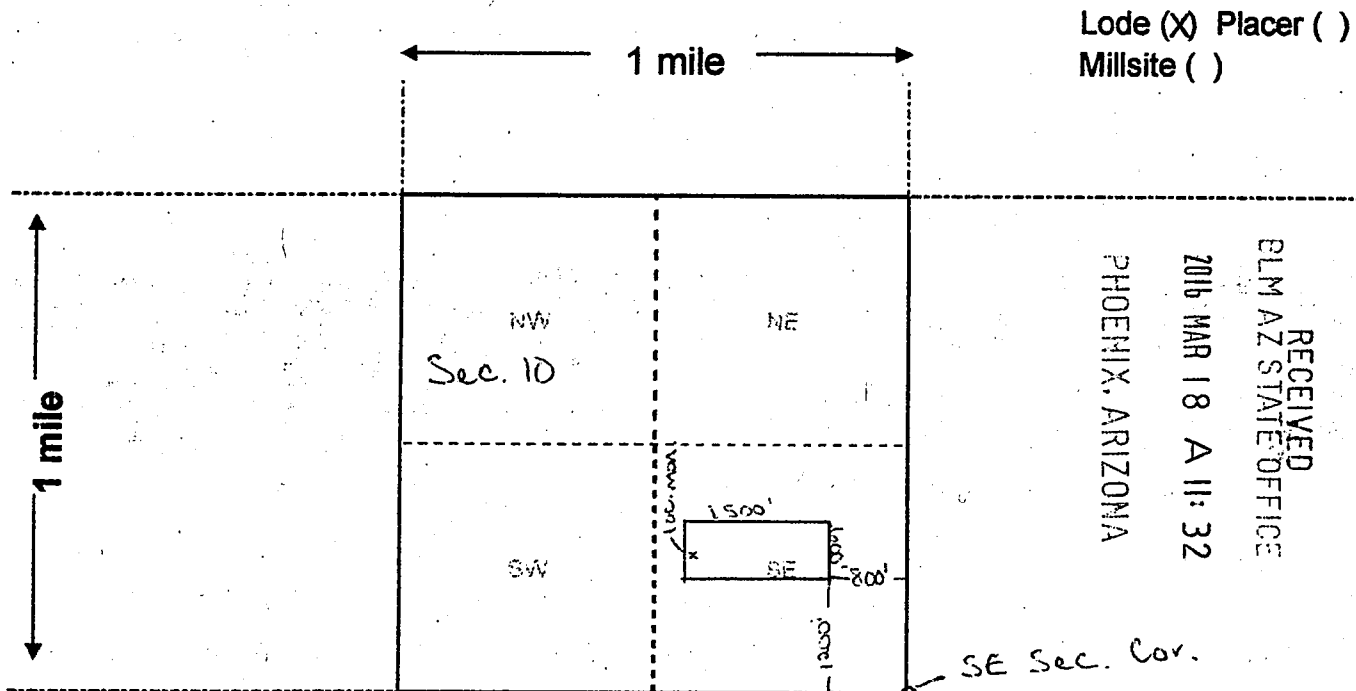 Lode (X) Placer ( )
Millsite ( )
1 mile
1 mile
NW
NE
Sec. 10
SW
SE
1500'
600'
800'
SE Sec. Cor.
RECEIVED
BLM AZ STATE OFFICE
2016 MAR 18 A 11: 32
PHOENIX, ARIZONA